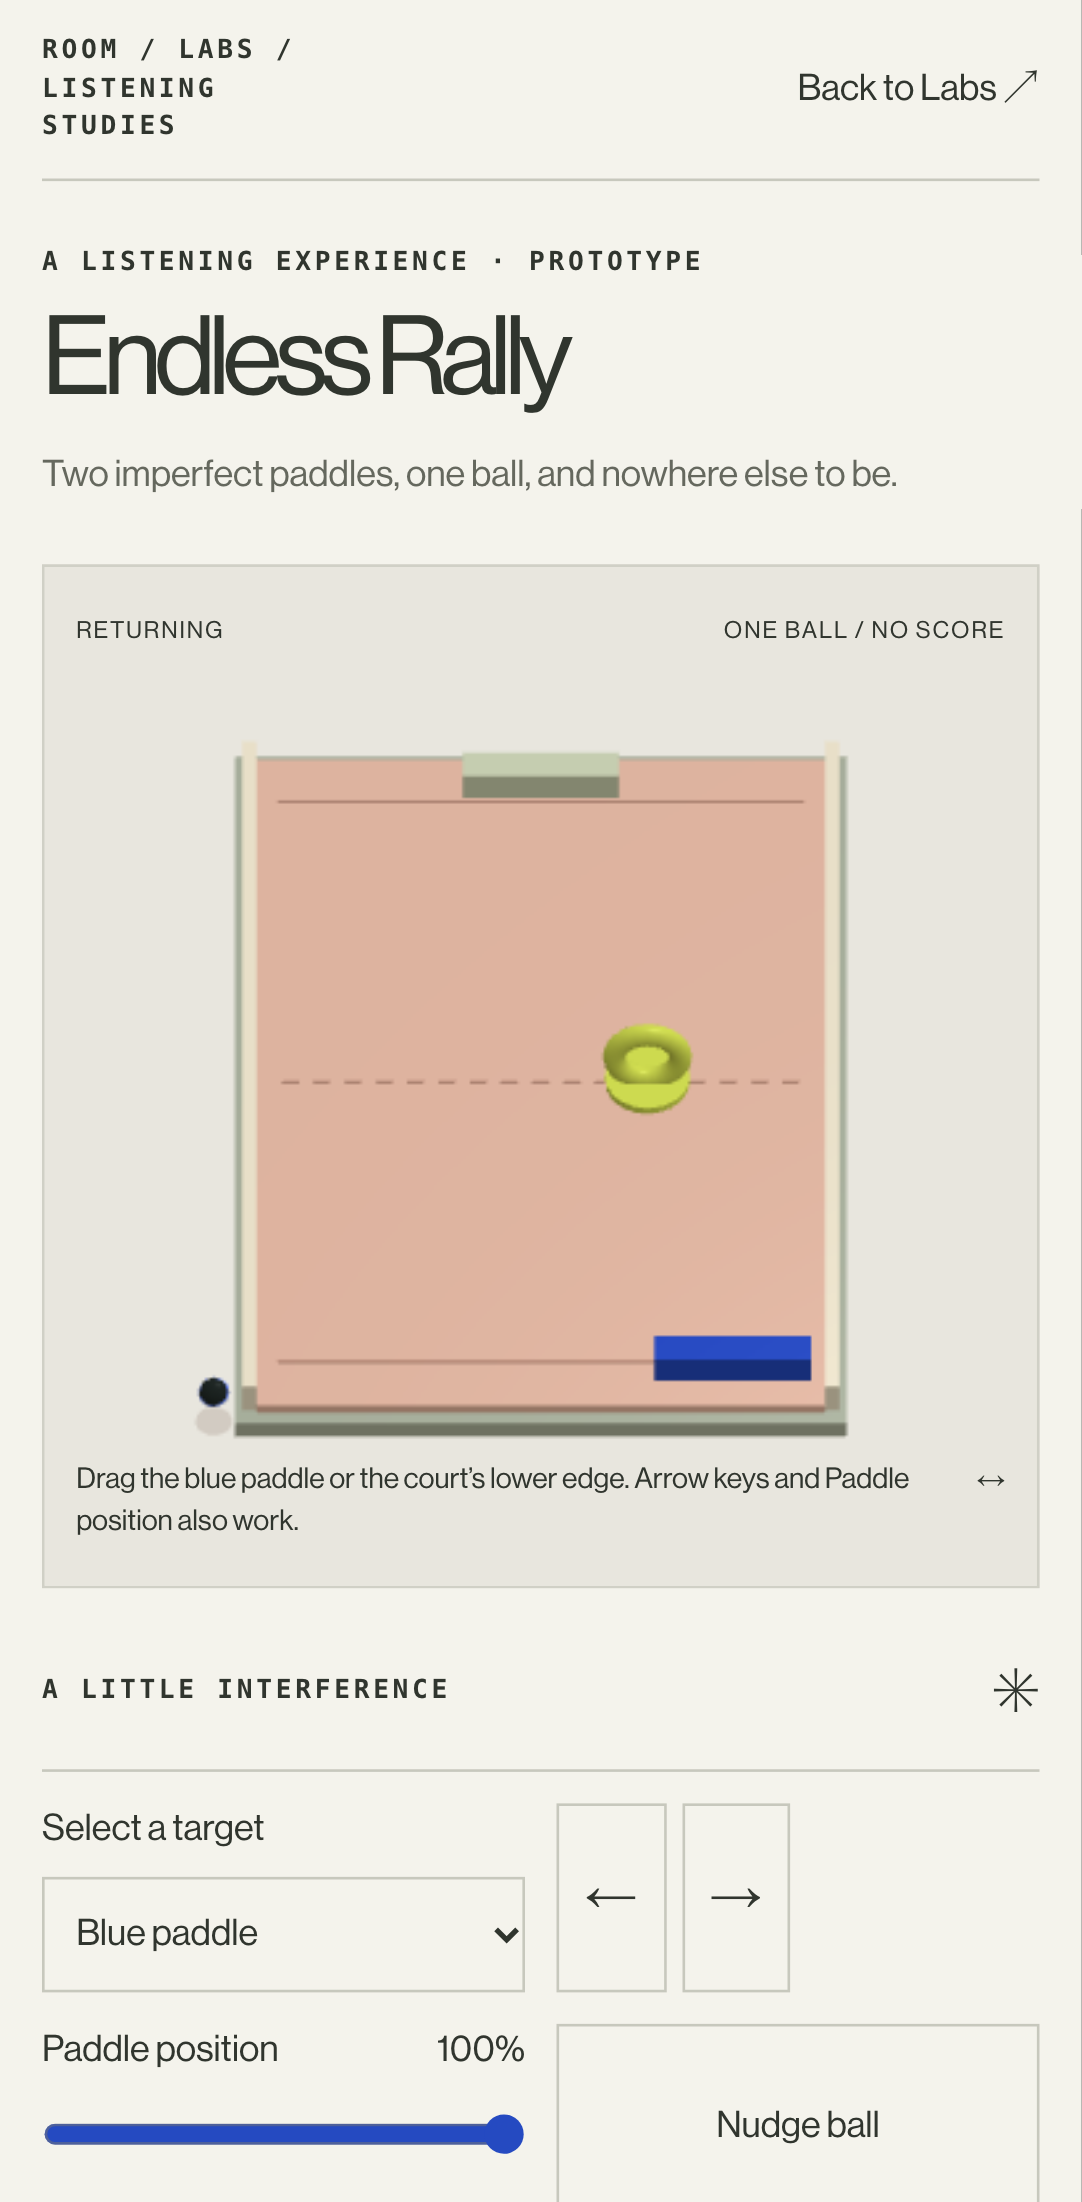 ROOM / LABS /
LISTENING
STUDIES
Back to Labs ↗
A LISTENING EXPERIENCE · PROTOTYPE
Endless Rally
Two imperfect paddles, one ball, and nowhere else to be.
RETURNING
ONE BALL / NO SCORE
Drag the blue paddle or the court’s lower edge. Arrow keys and Paddle
position also work.
↔
A LITTLE INTERFERENCE
Select a target
← →
Blue paddle
Paddle position
100%
Nudge ball